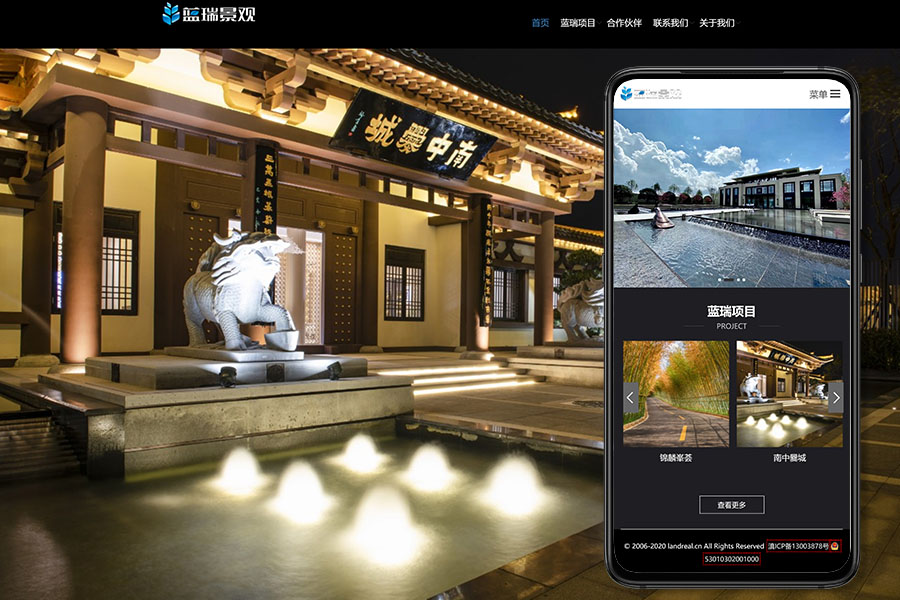 蓝瑞景观
首页 蓝瑞项目 合作伙伴 联系我们 关于我们
南中爨城
菜单
蓝瑞项目
PROJECT
锦麟峯荟
南中爨城
查看更多
© 2006-2020 landreal.cn All Rights Reserved 滇ICP备13003878号
53010302001000